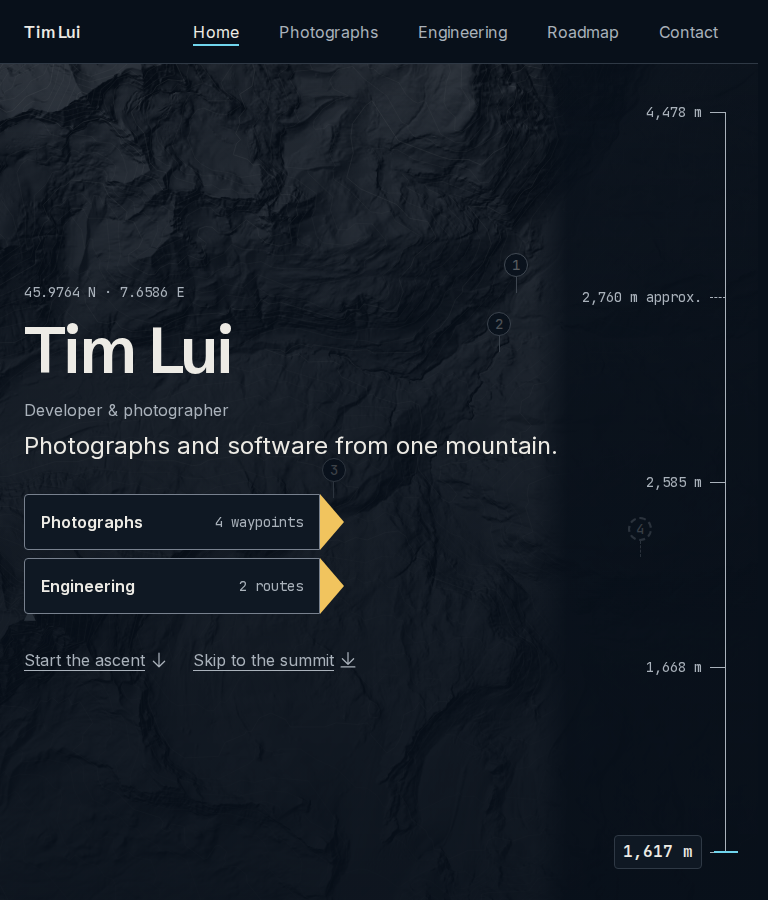 Tim Lui
Home
Photographs
Engineering
Roadmap
Contact
4,478 m
1
45.9764 N · 7.6586 E
2,760 m approx.
2
Tim Lui
Developer & photographer
Photographs and software from one mountain.
3
2,585 m
Photographs 4 waypoints
4
Engineering 2 routes
Start the ascent
Skip to the summit
1,668 m
1,617 m